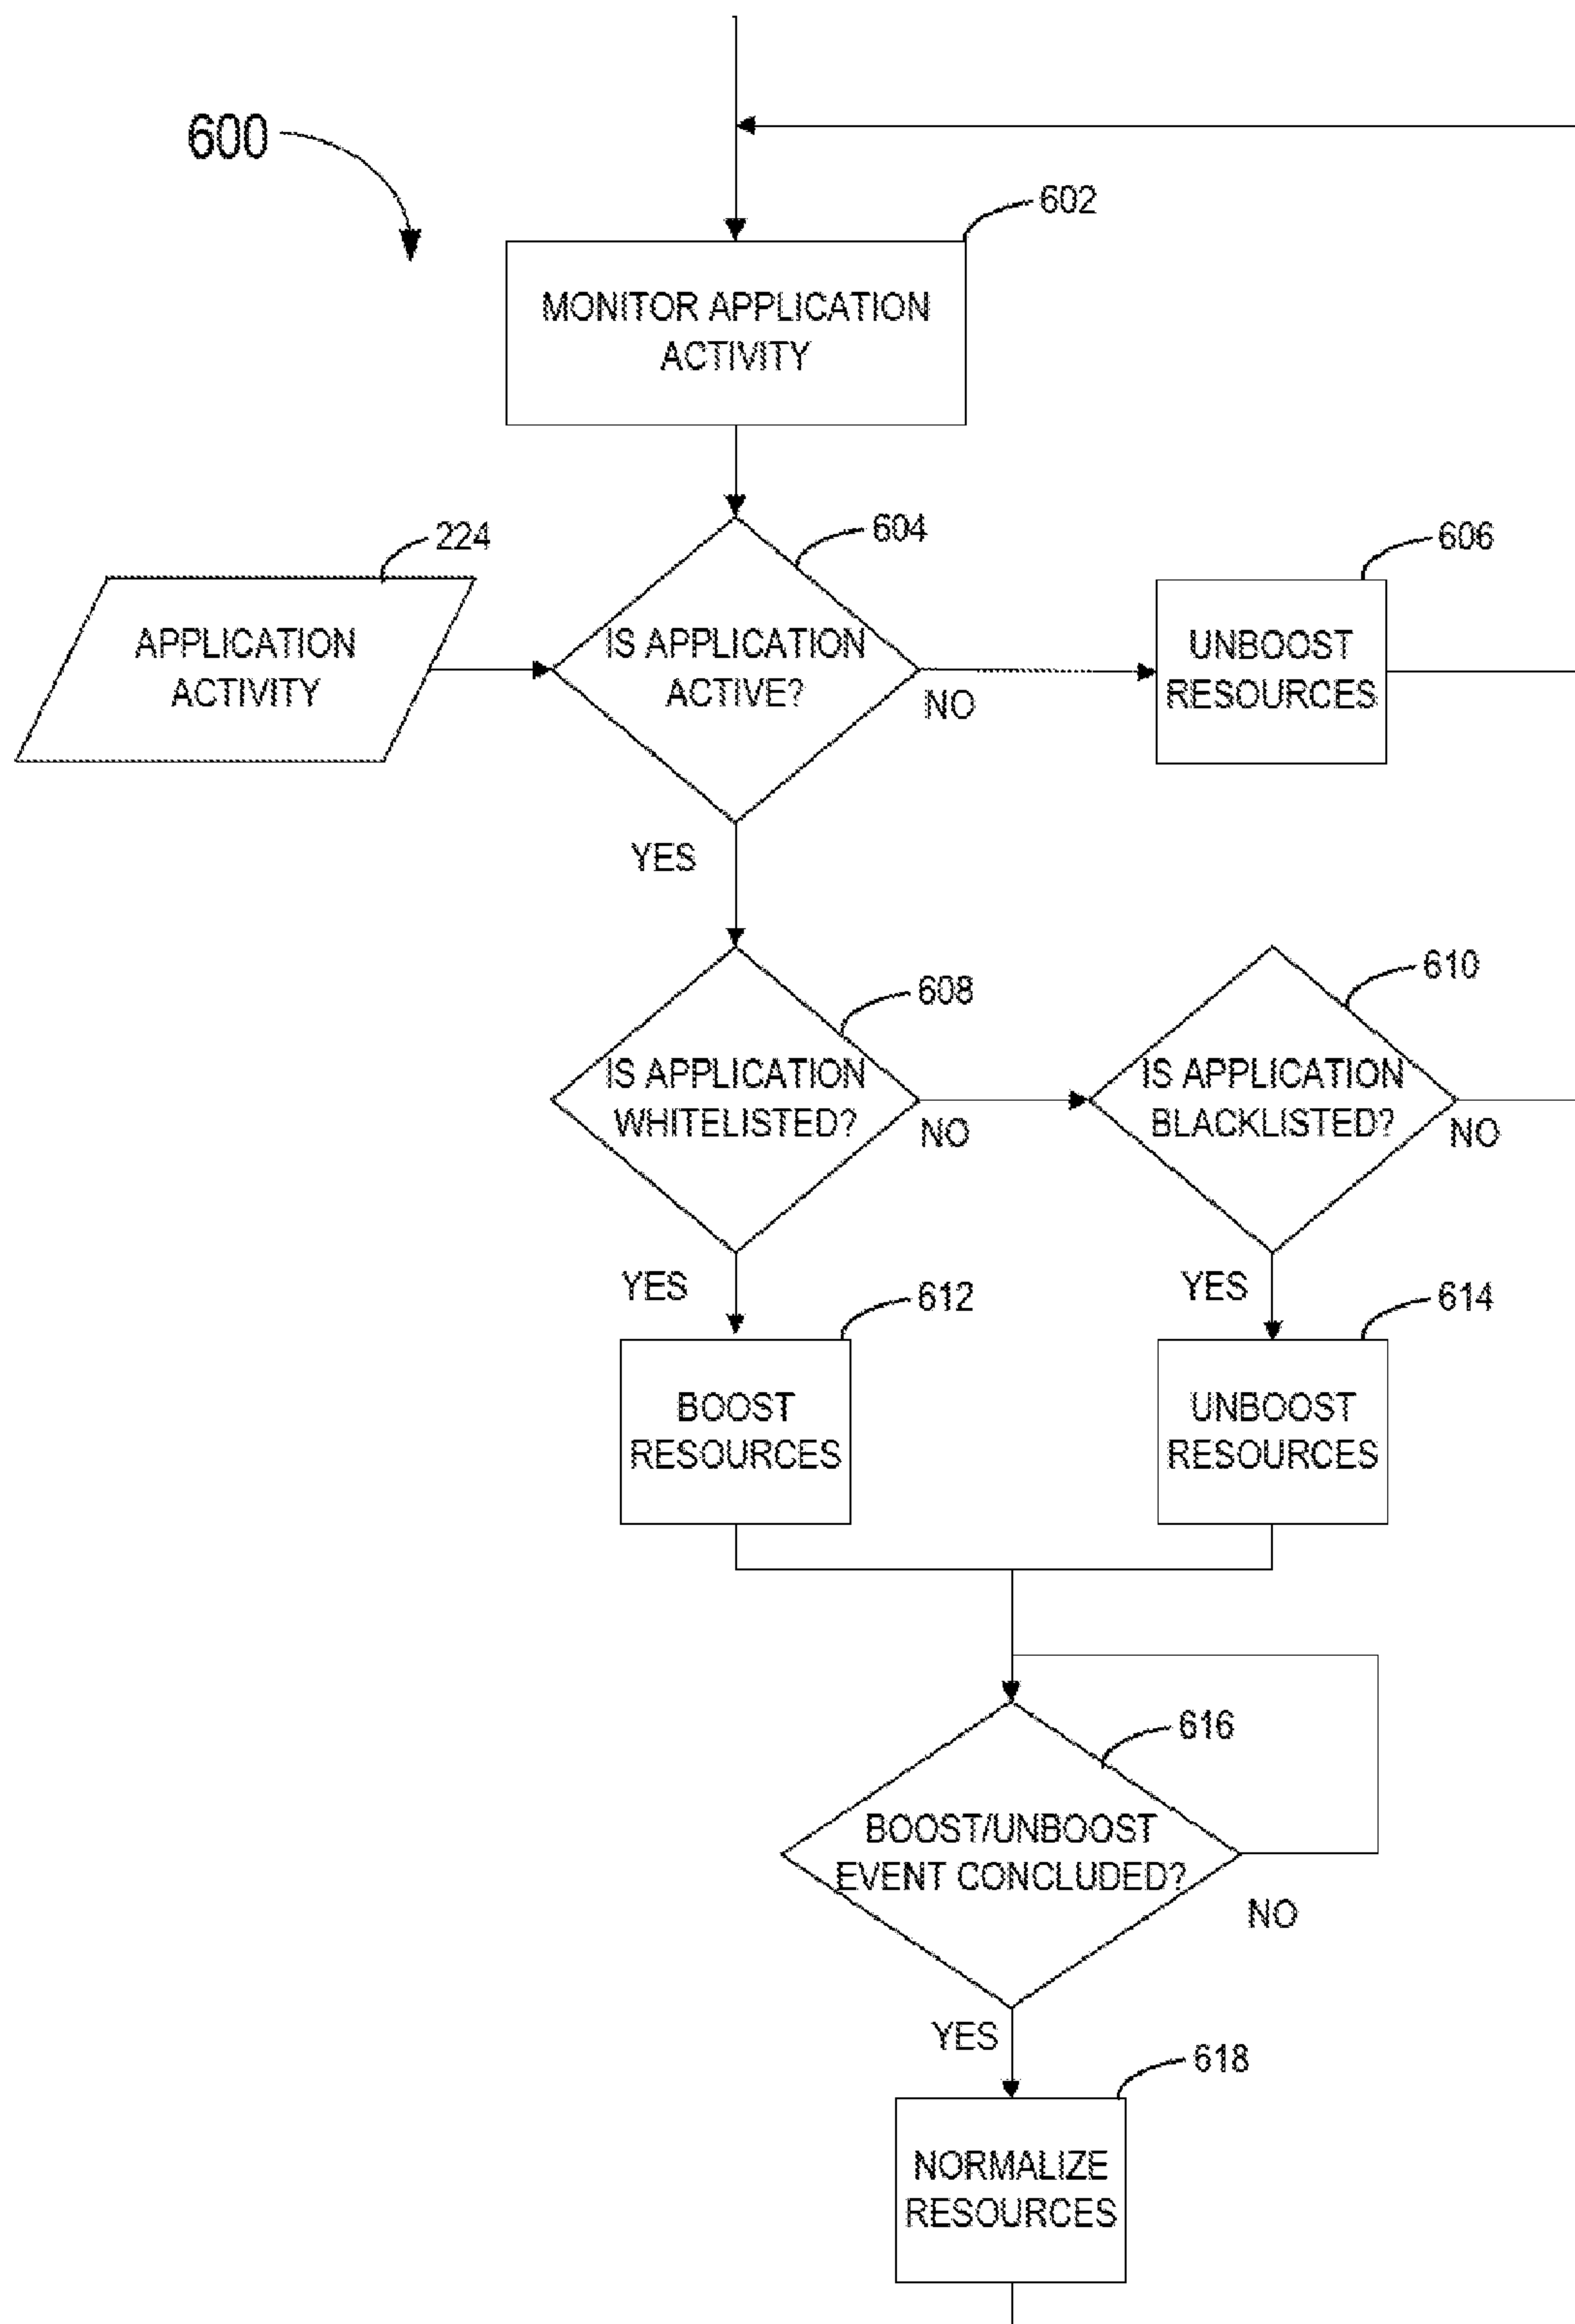 600
602
MONITOR APPLICATION
ACTIVITY
224
604
606
APPLICATION
ACTIVITY
IS APPLICATION
ACTIVE?
NO
UNBOOST
RESOURCES
YES
608
610
IS APPLICATION
WHITELISTED?
NO
IS APPLICATION
BLACKLISTED?
NO
YES
612
YES
614
BOOST
RESOURCES
UNBOOST
RESOURCES
616
BOOST/UNBOOST
EVENT CONCLUDED?
NO
YES
618
NORMALIZE
RESOURCES